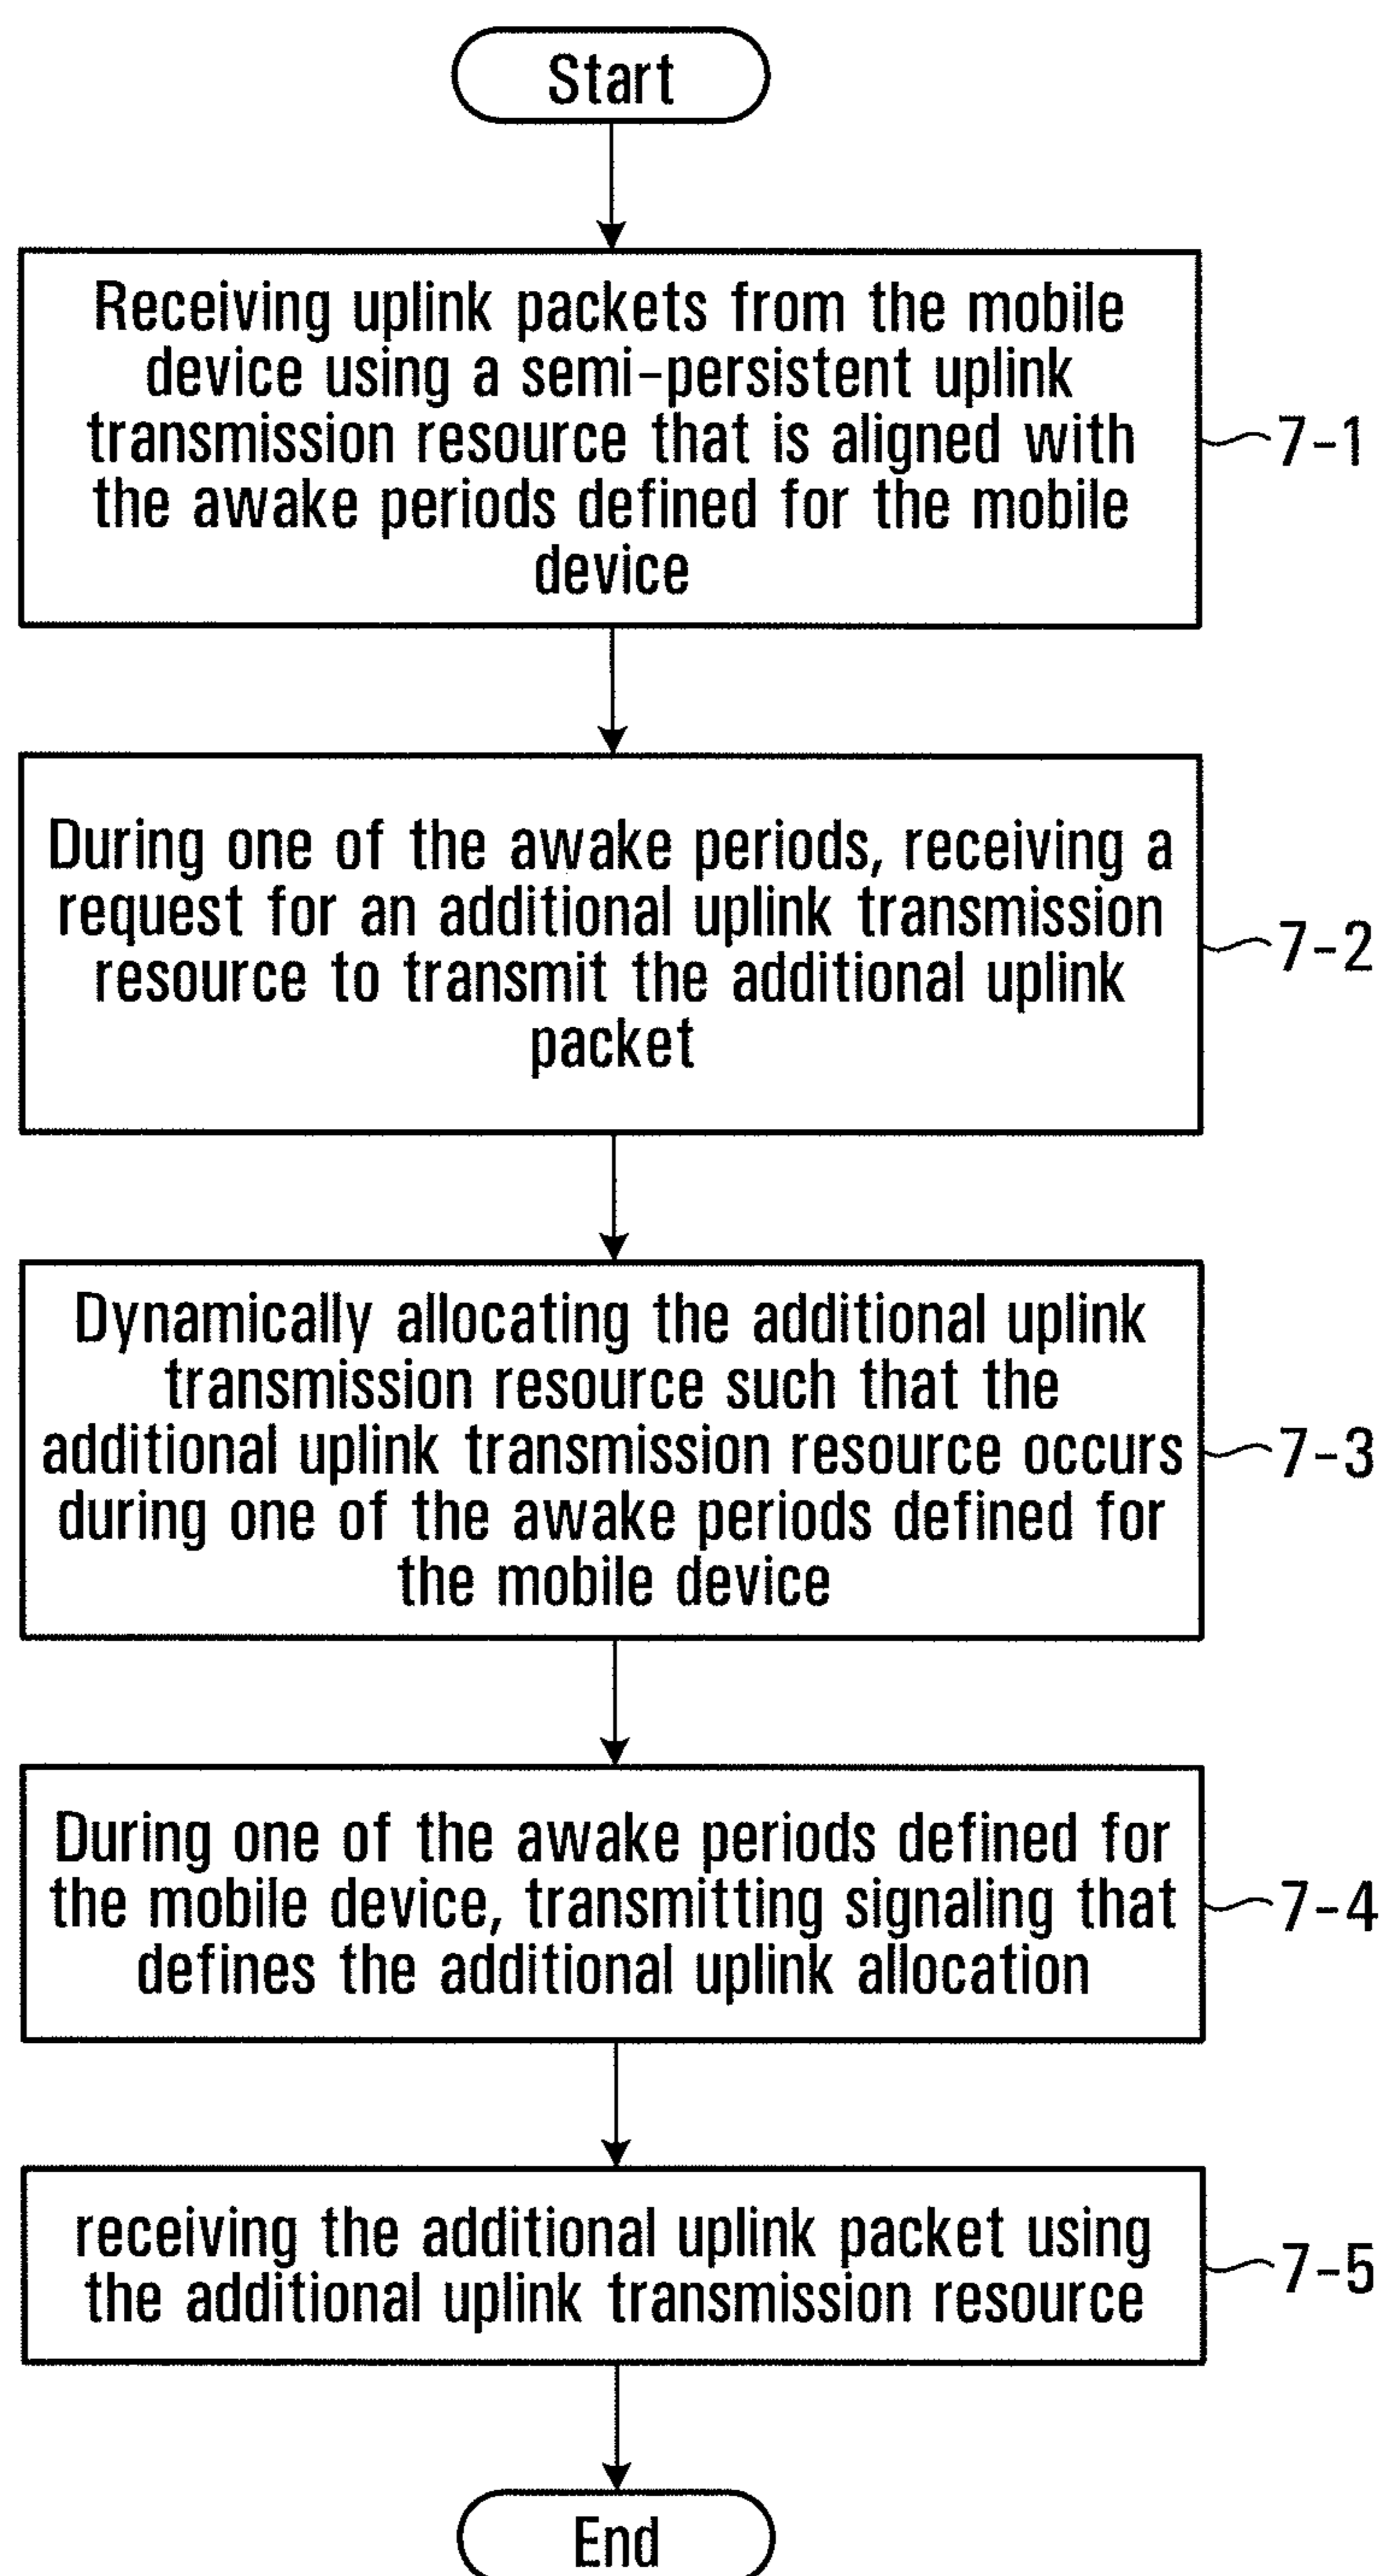 Start
Receiving uplink packets from the mobile
device using a semi-persistent uplink
transmission resource that is aligned with
the awake periods defined for the mobile
device
7-1
During one of the awake periods, receiving a
request for an additional uplink transmission
resource to transmit the additional uplink
packet
7-2
Dynamically allocating the additional uplink
transmission resource such that the
additional uplink transmission resource occurs
during one of the awake periods defined for
the mobile device
7-3
During one of the awake periods defined for
the mobile device, transmitting signaling that
defines the additional uplink allocation
7-4
receiving the additional uplink packet using
the additional uplink transmission resource
7-5
End